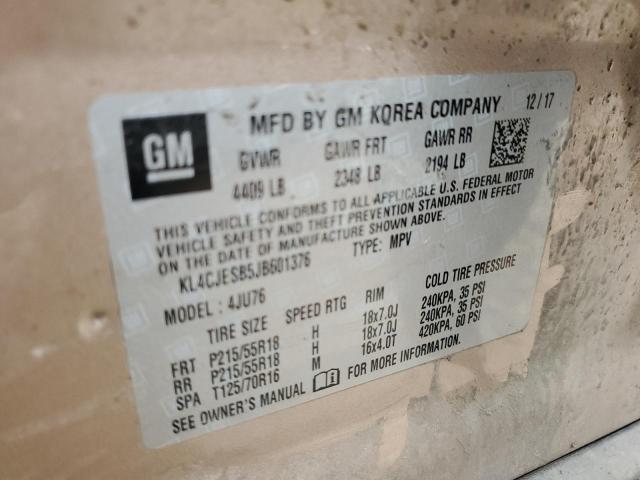 GM
MFD BY GM KOREA COMPANY 12/17
GVWR GAWR FRT GAWR RR
4409 LB 2348 LB 2194 LB
THIS VEHICLE CONFORMS TO ALL APPLICABLE U.S. FEDERAL MOTOR
VEHICLE SAFETY AND THEFT PREVENTION STANDARDS IN EFFECT
ON THE DATE OF MANUFACTURE SHOWN ABOVE.
KL4CJESB5JB601376 TYPE: MPV
MODEL: 4JU76
TIRE SIZE SPEED RTG RIM COLD TIRE PRESSURE
FRT P215/55R18 H 18x7.0J 240KPA, 35 PSI
RR P215/55R18 H 18x7.0J 240KPA, 35 PSI
SPA T125/70R16 M 16x4.0T 420KPA, 60 PSI
SEE OWNER'S MANUAL FOR MORE INFORMATION.